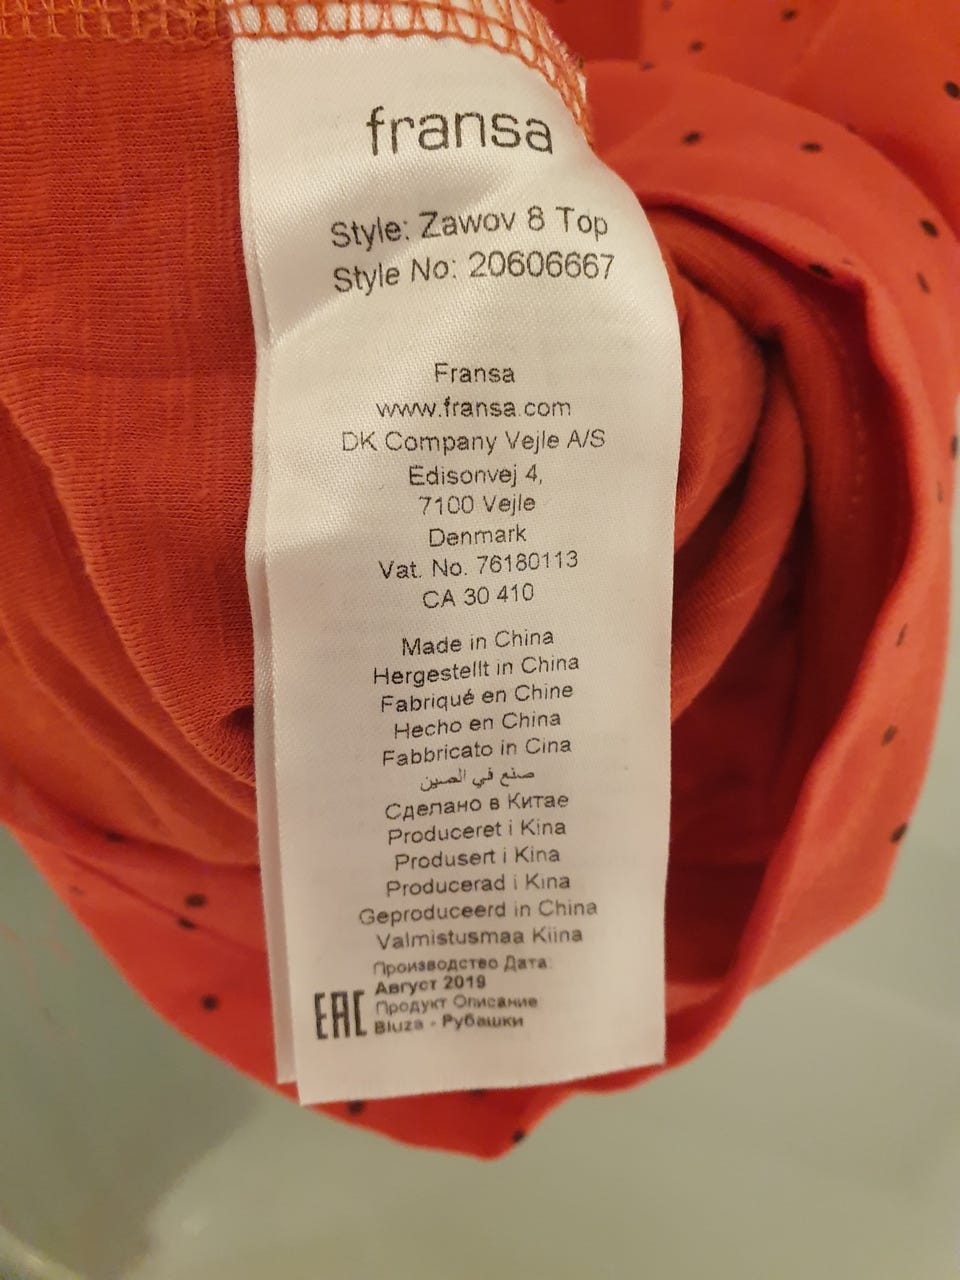 fransa
Style: Zawov 8 Top
Style No: 20606667
Fransa
www.fransa.com
DK Company Vejle A/S
Edisonvej 4,
7100 Vejle
Denmark
Vat. No. 76180113
CA 30 410
Made in China
Hergestellt in China
Fabriqué en Chine
Hecho en China
Fabbricato in Cina
صنع في الصين
Сделано в Китае
Produceret i Kina
Produsert i Kina
Producerad i Kina
Geproduceerd in China
Valmistusmaa Kiina
Производство Дата:
Август 2019
EAC Продукт Описание
Bluza - Рубашки